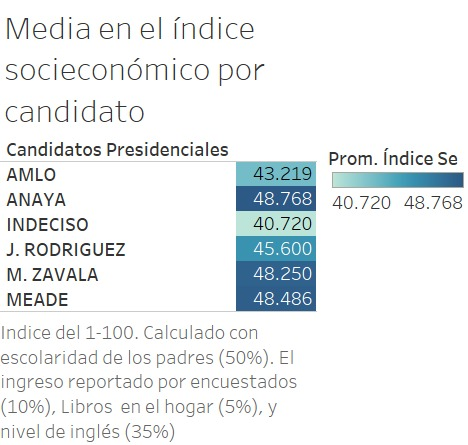 Media en el índice
socieconómico por
candidato
Candidatos Presidenciales
AMLO 43.219
ANAYA 48.768
INDECISO 40.720
J. RODRIGUEZ 45.600
M. ZAVALA 48.250
MEADE 48.486
Prom. Índice Se
40.720 48.768
Indice del 1-100. Calculado con
escolaridad de los padres (50%). El
ingreso reportado por encuestados
(10%), Libros en el hogar (5%), y
nivel de inglés (35%)